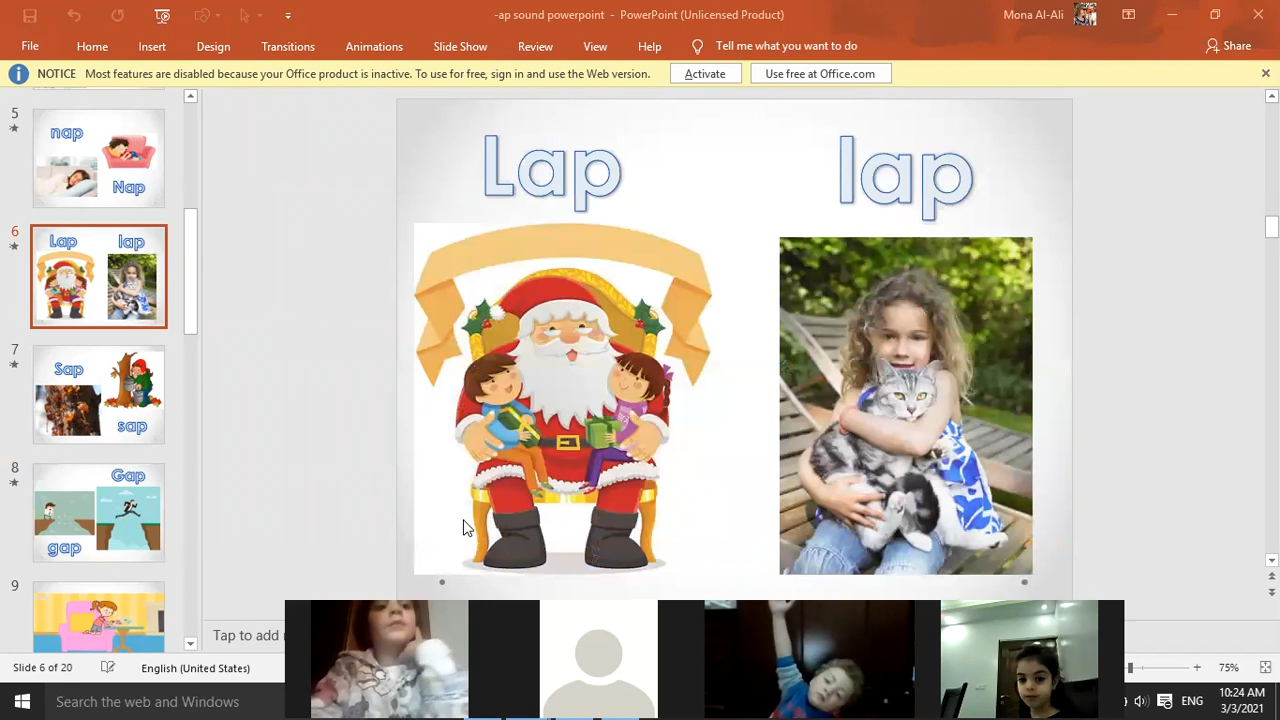 -ap sound powerpoint - PowerPoint (Unlicensed Product)
Mona Al-Ali
File Home Insert Design Transitions Animations Slide Show Review View Help Tell me what you want to do Share
NOTICE Most features are disabled because your Office product is inactive. To use for free, sign in and use the Web version. Activate Use free at Office.com
5
nap
Nap
6
Lap lap
7
Sap
sap
8
Gap
gap
9
Lap lap
Tap to add
Slide 6 of 20 English (United States) 75%
Search the web and Windows
ENG
10:24 AM
3/3/2021